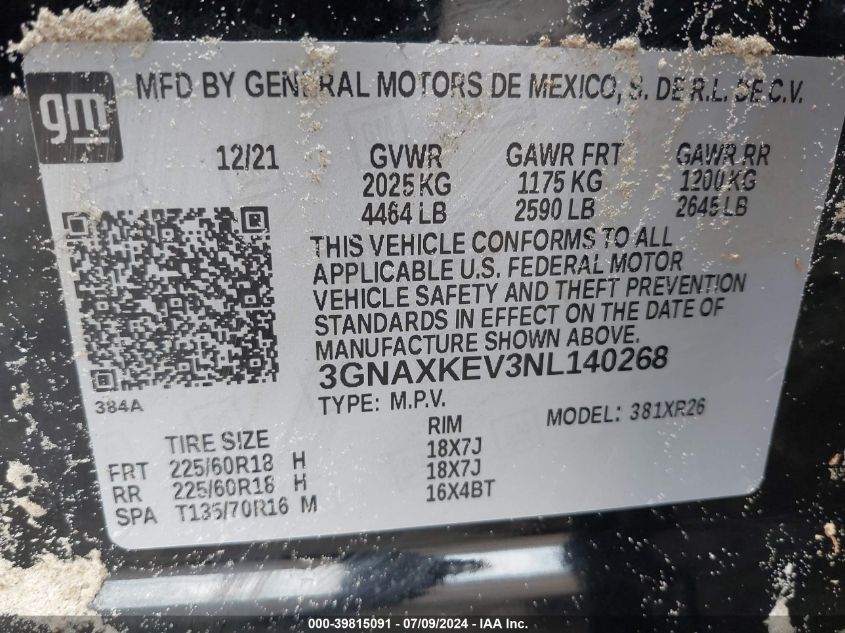 gm
MFD BY GENERAL MOTORS DE MEXICO, S. DE R.L. DE C.V.
12/21 GVWR GAWR FRT GAWR RR
2025 KG 1175 KG 1200 KG
4464 LB 2590 LB 2645 LB
THIS VEHICLE CONFORMS TO ALL
APPLICABLE U.S. FEDERAL MOTOR
VEHICLE SAFETY AND THEFT PREVENTION
STANDARDS IN EFFECT ON THE DATE OF
MANUFACTURE SHOWN ABOVE.
3GNAXKEV3NL140268
384A TYPE: M.P.V. MODEL: 381XR26
TIRE SIZE RIM
FRT 225/60R18 H 18X7J
RR 225/60R18 H 18X7J
SPA T135/70R16 M 16X4BT
000-39815091 - 07/09/2024 - IAA Inc.